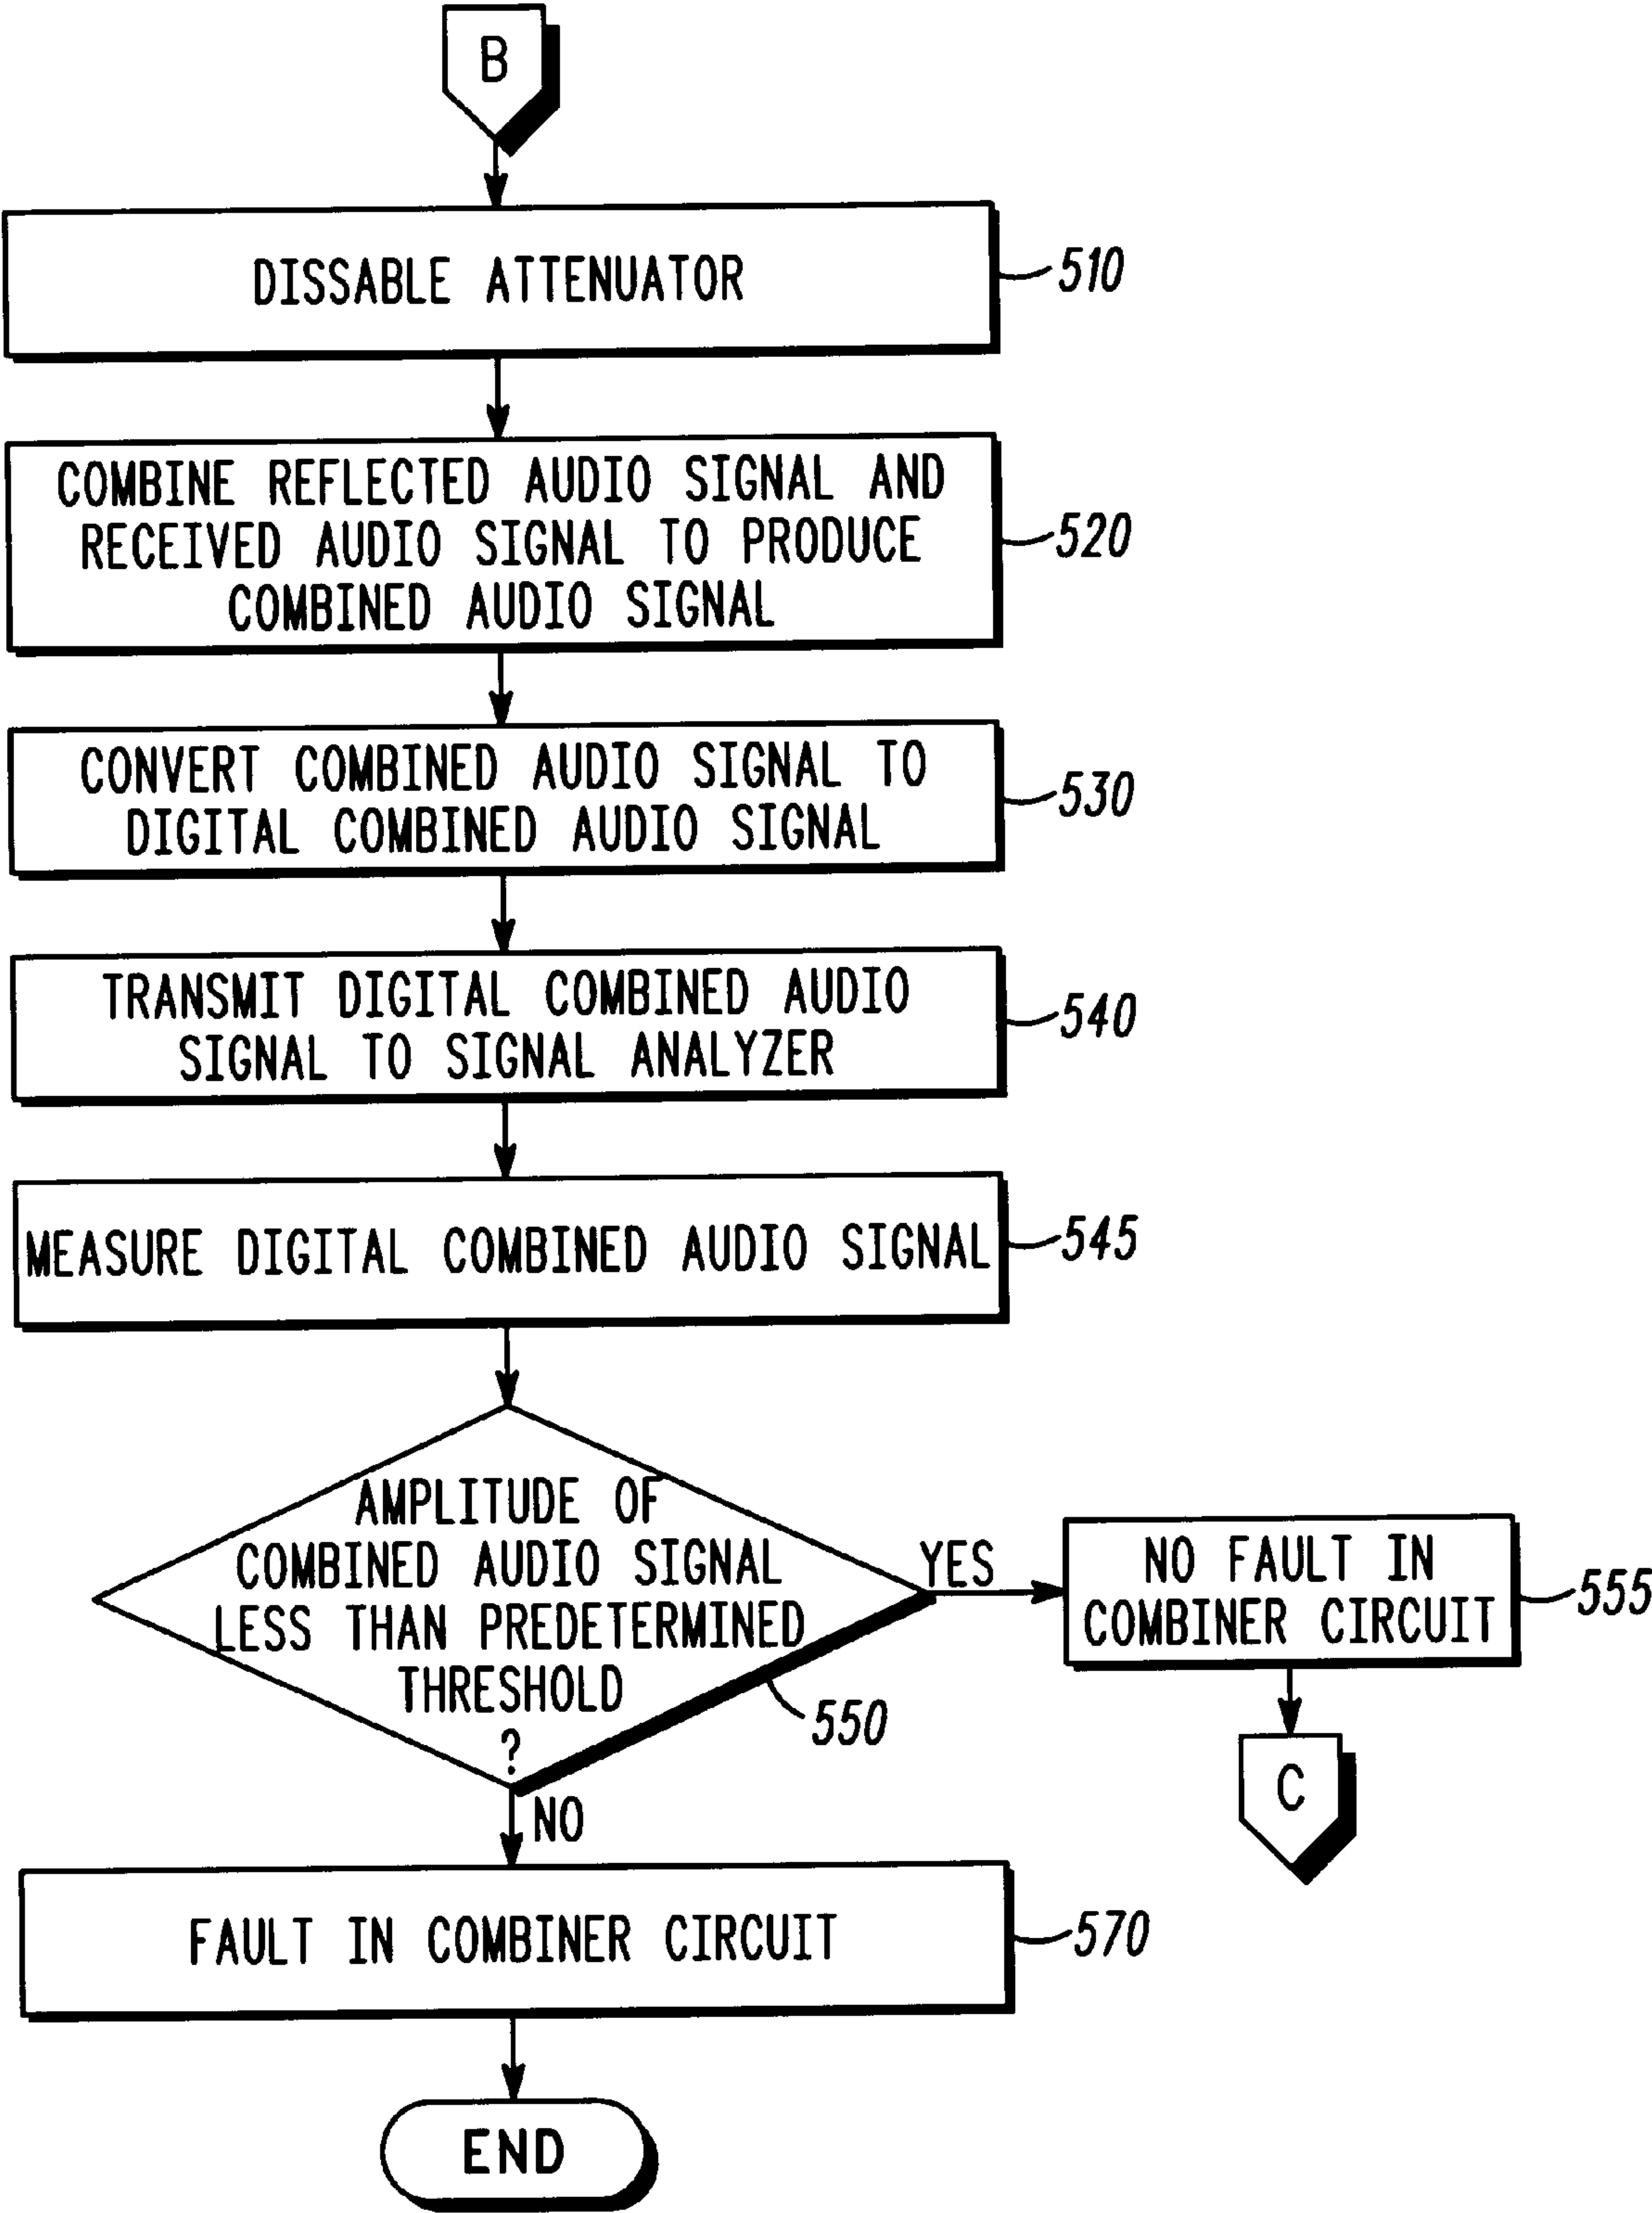 B
DISSABLE ATTENUATOR
510
COMBINE REFLECTED AUDIO SIGNAL AND
RECEIVED AUDIO SIGNAL TO PRODUCE
COMBINED AUDIO SIGNAL
520
CONVERT COMBINED AUDIO SIGNAL TO
DIGITAL COMBINED AUDIO SIGNAL
530
TRANSMIT DIGITAL COMBINED AUDIO
SIGNAL TO SIGNAL ANALYZER
540
MEASURE DIGITAL COMBINED AUDIO SIGNAL
545
AMPLITUDE OF
COMBINED AUDIO SIGNAL
LESS THAN PREDETERMINED
THRESHOLD
?
550
YES
NO FAULT IN
COMBINER CIRCUIT
555
C
NO
FAULT IN COMBINER CIRCUIT
570
END